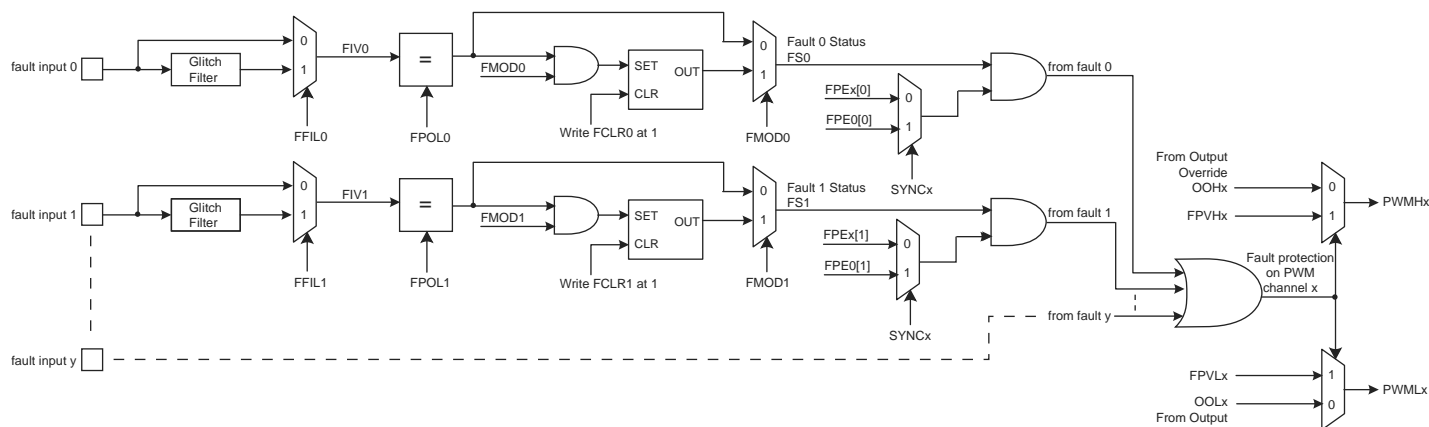 fault input 0
Glitch
Filter
0
1
FFIL0
FIV0
=
FPOL0
FMOD0
Write FCLR0 at 1
SET
OUT
CLR
0
1
FMOD0
Fault 0 Status
FS0
FPEx[0]
FPE0[0]
0
1
SYNCx
from fault 0
fault input 1
Glitch
Filter
0
1
FFIL1
FIV1
=
FPOL1
FMOD1
Write FCLR1 at 1
SET
OUT
CLR
0
1
FMOD1
Fault 1 Status
FS1
FPEx[1]
FPE0[1]
0
1
SYNCx
from fault 1
fault input y
from fault y
From Output
Override
OOHx
FPVHx
0
1
PWMHx
Fault protection
on PWM
channel x
FPVLx
OOLx
From Output
1
0
PWMLx